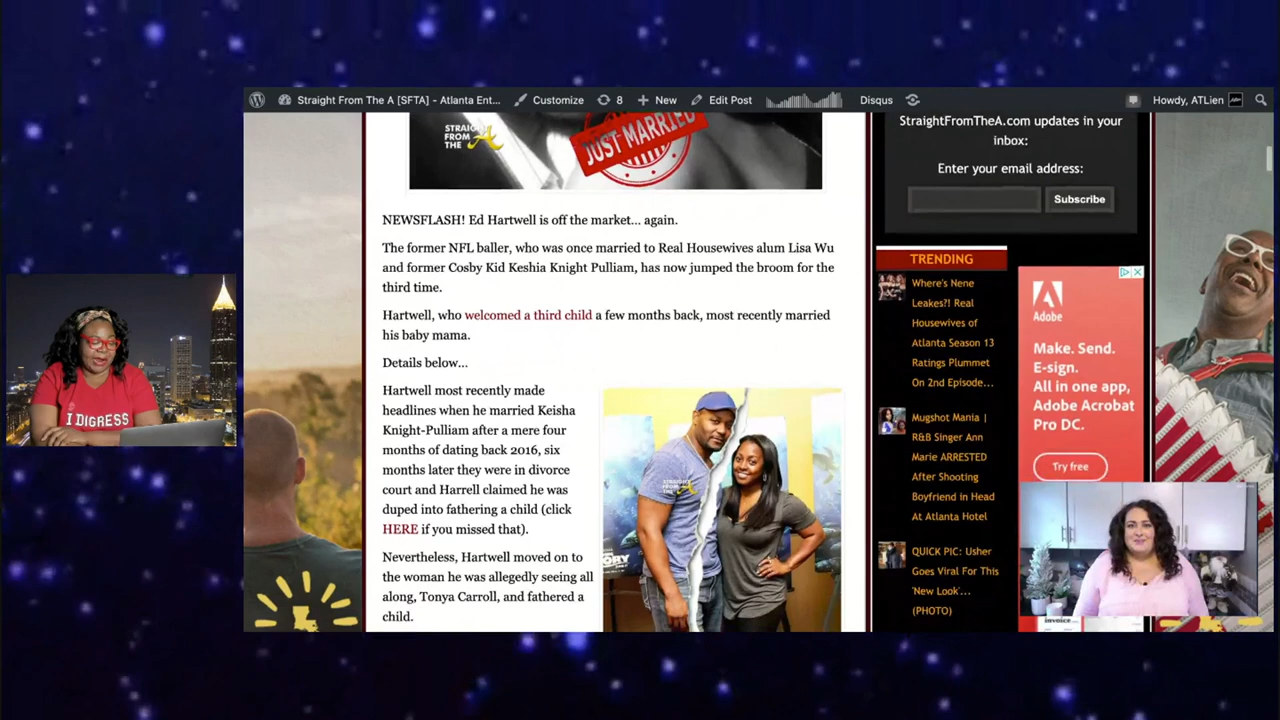 Straight From The A [SFTA] - Atlanta Ent...
Customize
8
New
Edit Post
Disqus
Howdy, ATLien
STRAIGHT
FROM
THE A
JUST MARRIED
NEWSFLASH! Ed Hartwell is off the market... again.
The former NFL baller, who was once married to Real Housewives alum Lisa Wu
and former Cosby Kid Keshia Knight Pulliam, has now jumped the broom for the
third time.
Hartwell, who welcomed a third child a few months back, most recently married
his baby mama.
Details below...
Hartwell most recently made
headlines when he married Keisha
Knight-Pulliam after a mere four
months of dating back 2016, six
months later they were in divorce
court and Harrell claimed he was
duped into fathering a child (click
HERE if you missed that).
Nevertheless, Hartwell moved on to
the woman he was allegedly seeing all
along, Tonya Carroll, and fathered a
child.
StraightFromTheA.com updates in your
inbox:
Enter your email address:
Subscribe
TRENDING
Where's Nene
Leakes?! Real
Housewives of
Atlanta Season 13
Ratings Plummet
On 2nd Episode...
Mugshot Mania |
R&B Singer Ann
Marie ARRESTED
After Shooting
Boyfriend in Head
At Atlanta Hotel
QUICK PIC: Usher
Goes Viral For This
'New Look'...
(PHOTO)
Adobe
Make. Send.
E-sign.
All in one app,
Adobe Acrobat
Pro DC.
Try free
invoice
I DIGRESS